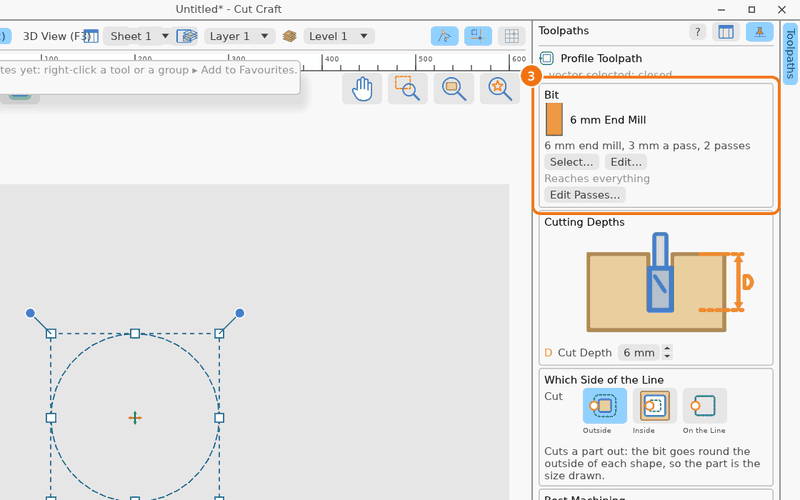 Untitled* - Cut Craft
3D View (F3)
Sheet 1
Layer 1
Level 1
100
300
400
500
600
tes yet: right-click a tool or a group ▸ Add to Favourites.
Toolpaths
?
Toolpaths
Profile Toolpath
vector selected: closed
3
Bit
6 mm End Mill
6 mm end mill, 3 mm a pass, 2 passes
Select...
Edit...
Reaches everything
Edit Passes...
Cutting Depths
D
D Cut Depth
6 mm
Which Side of the Line
Cut
Outside
Inside
On the Line
Cuts a part out: the bit goes round the
outside of each shape, so the part is the
size drawn.